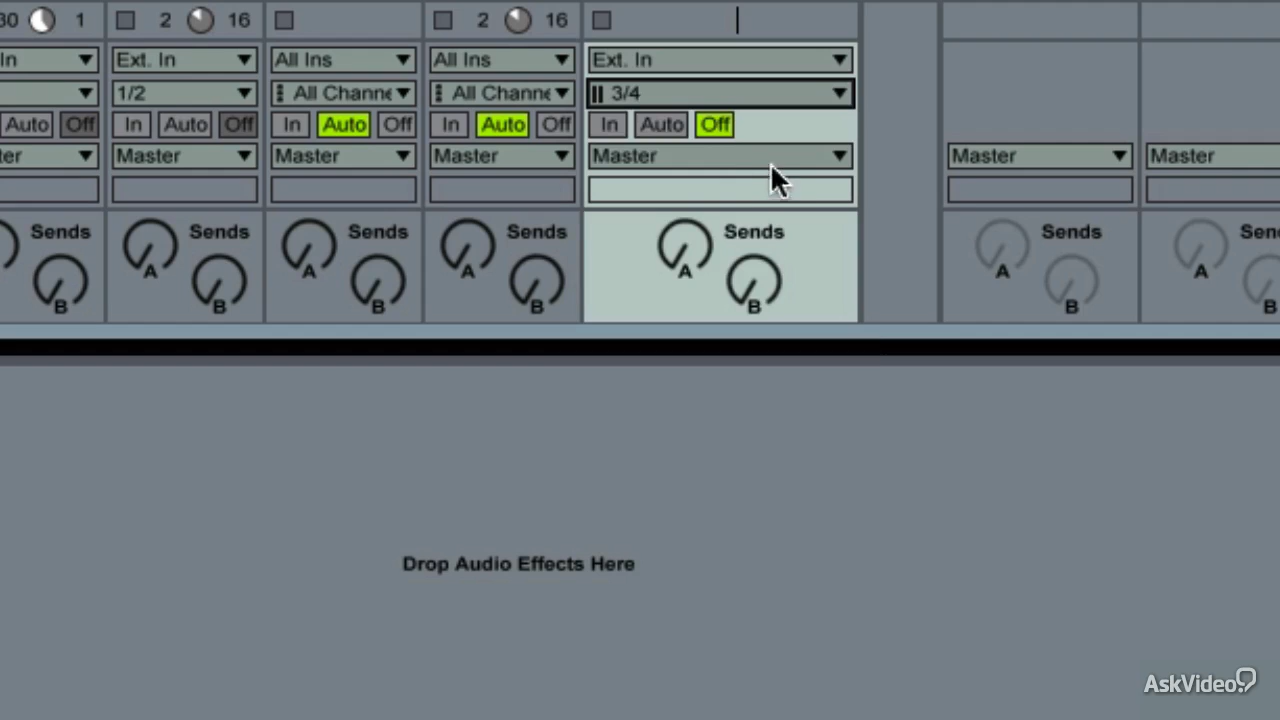 30 1 2 16 2 16
In Ext. In All Ins All Ins Ext. In
1/2 All Channe All Channe 3/4
Auto Off In Auto Off In Auto Off In Auto Off In Auto Off
ter Master Master Master Master Master Master
Sends Sends Sends Sends Sends Sends Sen
A A A A A A
B B B B B B B
Drop Audio Effects Here
AskVideo